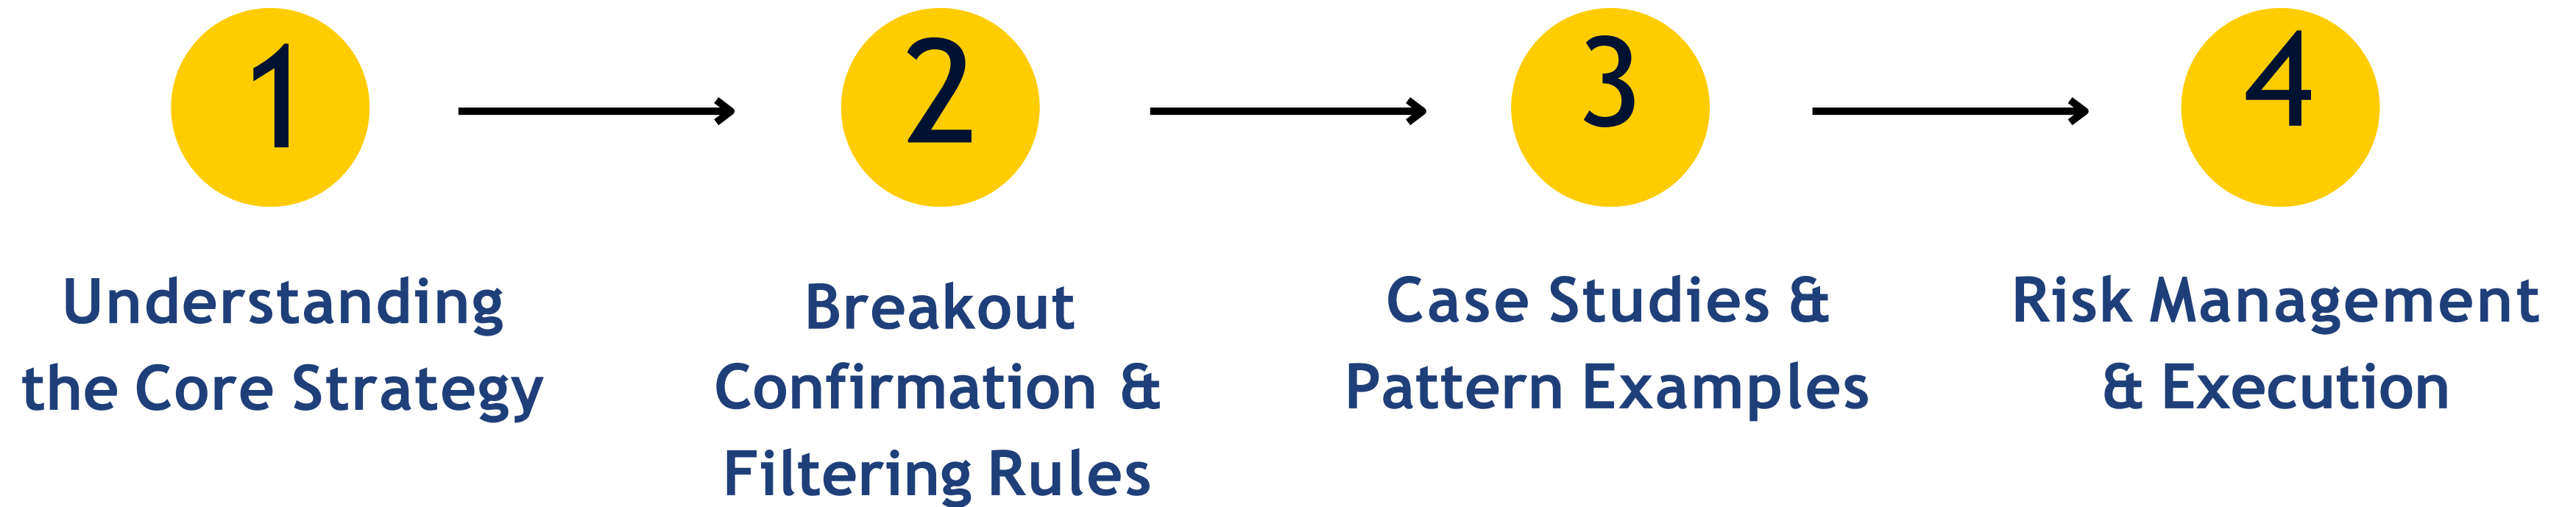 1
Understanding
the Core Strategy
2
Breakout
Confirmation &
Filtering Rules
3
Case Studies &
Pattern Examples
4
Risk Management
& Execution